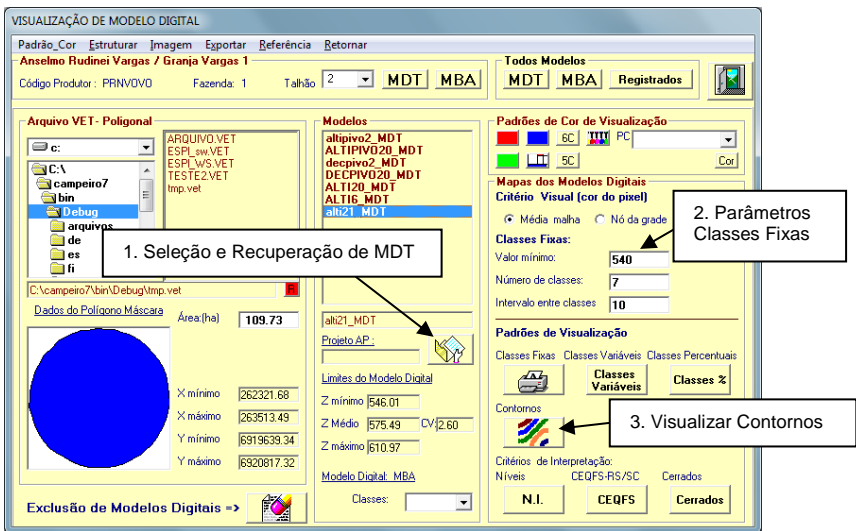 VISUALIZAÇÃO DE MODELO DIGITAL
Padrão_Cor Estruturar Imagem Exportar Referência Retornar
Anselmo Rudinei Vargas / Granja Vargas 1
Código Produtor : PRNVOVO Fazenda: 1 Talhão 2 MDT MBA
Todos Modelos
MDT MBA Registrados
Arquivo VET- Poligonal
c:
C:\
campeiro7
bin
Debug
arquivos
de
es
fi
ARQUIVO.VET
ESPI_sw.VET
ESPI_WS.VET
TESTE2.VET
tmp.vet
C:\campeiro7\bin\Debug\tmp.vet R
Dados do Polígono Máscara
Área:(ha) 109.73
X mínimo 262321.68
X máximo 263513.49
Y mínimo 6919639.34
Y máximo 6920817.32
Exclusão de Modelos Digitais =>
Modelos
altipivo2_MDT
ALTIPIVO20_MDT
decpivo2_MDT
DECPIVO20_MDT
ALTI20_MDT
ALTI6_MDT
alti21_MDT
1. Seleção e Recuperação de MDT
alti21_MDT
Projeto AP :
Limites do Modelo Digital
Z mínimo 546.01
Z Médio 575.49 CV: 2.60
Z máximo 610.97
Modelo Digital: MBA
Classes:
Padrões de Cor de Visualização
6C PC
5C Cor
Mapas dos Modelos Digitais
Critério Visual (cor do pixel)
Média malha Nó da grade
2. Parâmetros
Classes Fixas
Classes Fixas:
Valor mínimo: 540
Número de classes: 7
Intervalo entre classes 10
Padrões de Visualização
Classes Fixas Classes Variáveis Classes Percentuais
Classes
Variáveis
Classes %
Contornos
3. Visualizar Contornos
Critérios de Interpretação:
Níveis CEQFS-RS/SC Cerrados
N.I. CEQFS Cerrados